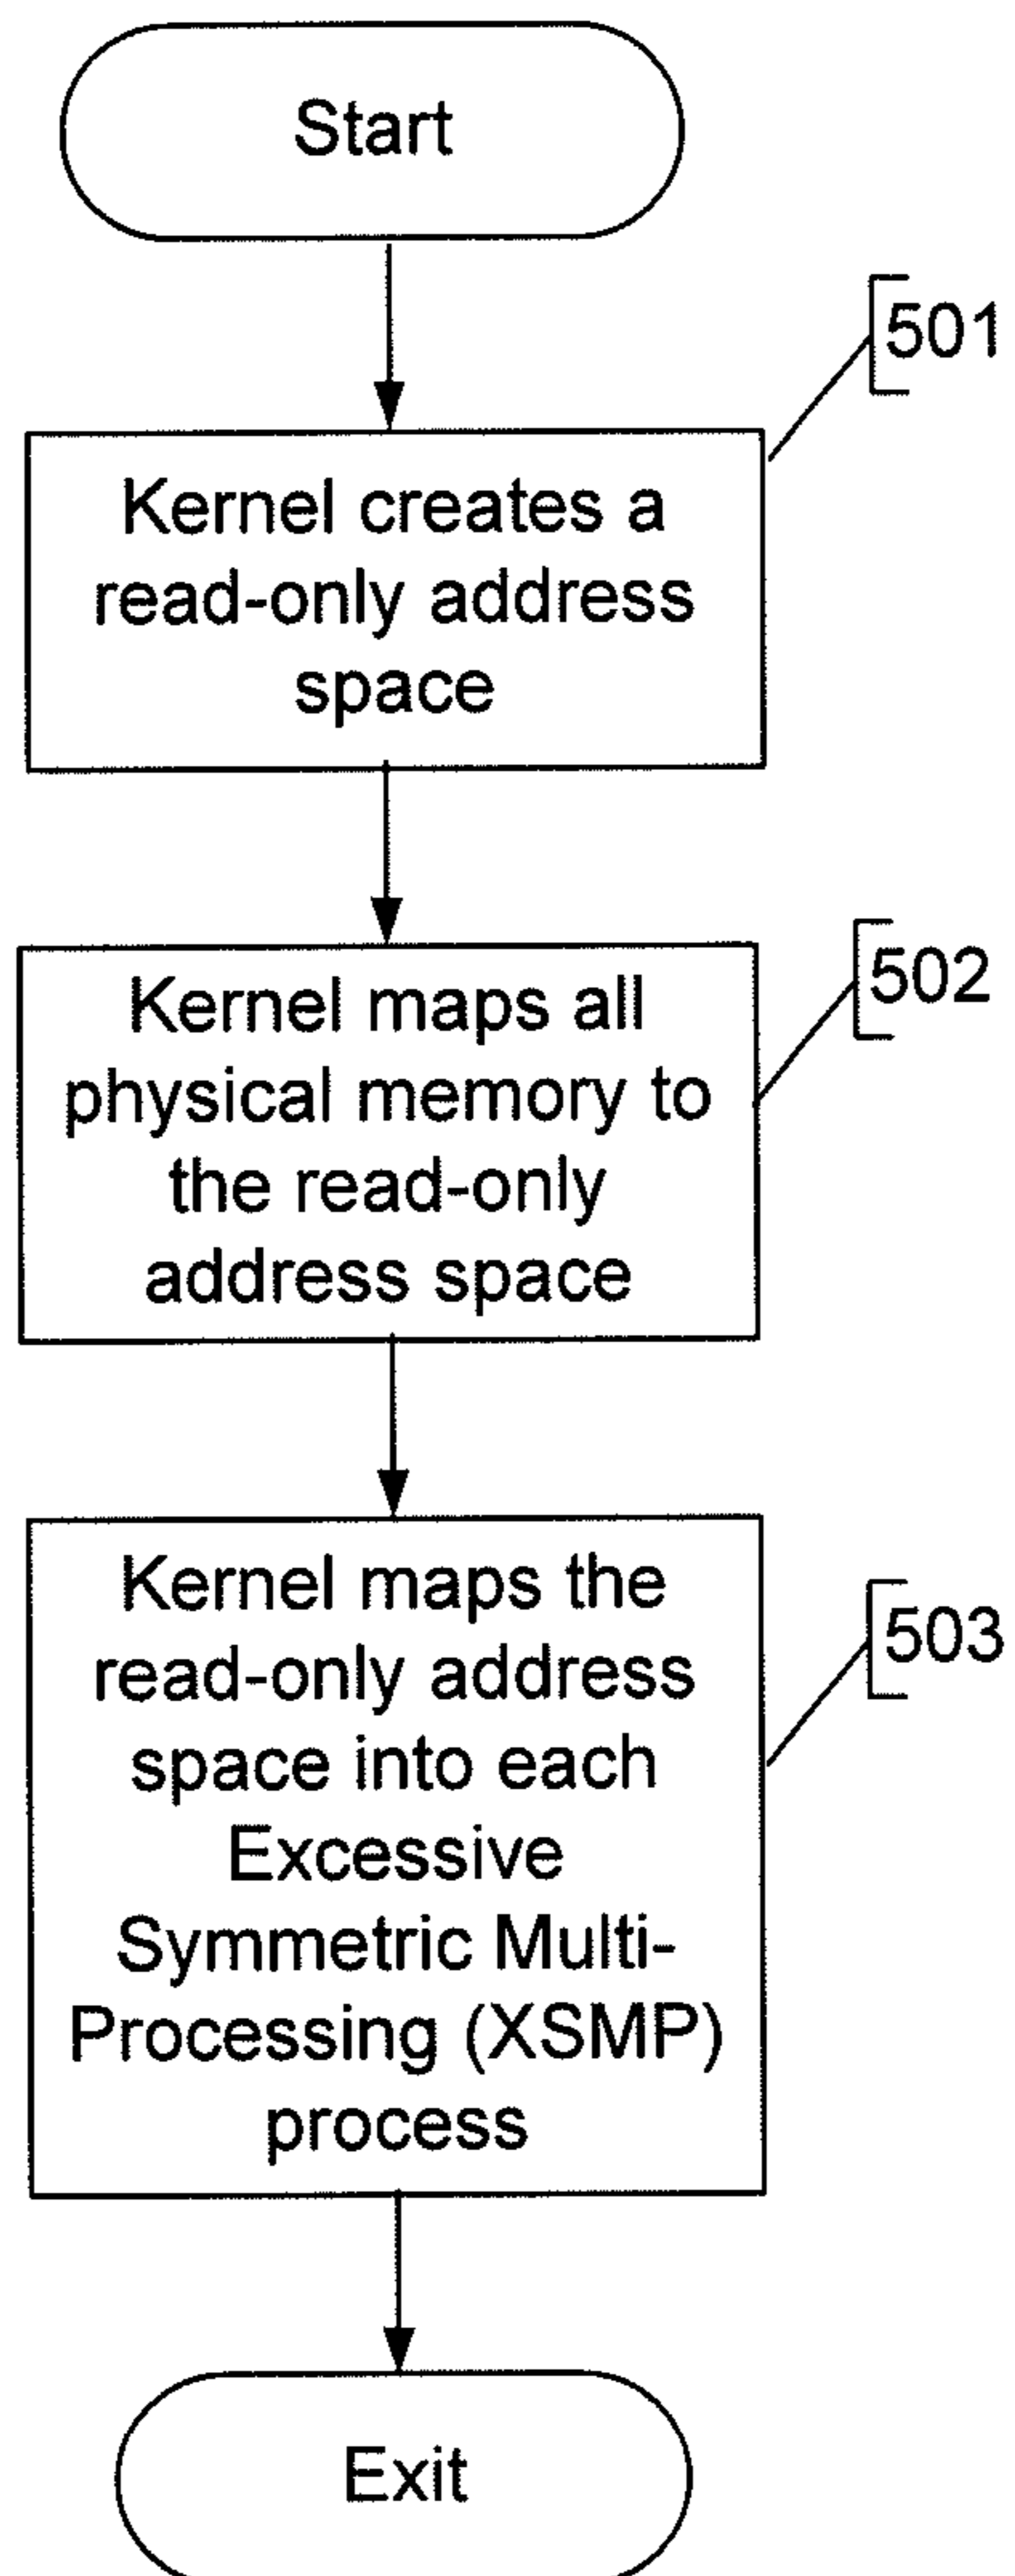 Start
501
Kernel creates a
read-only address
space
502
Kernel maps all
physical memory to
the read-only
address space
Kernel maps the
503
read-only address
space into each
Excessive
Symmetric Multi-
Processing (XSMP)
process
Exit